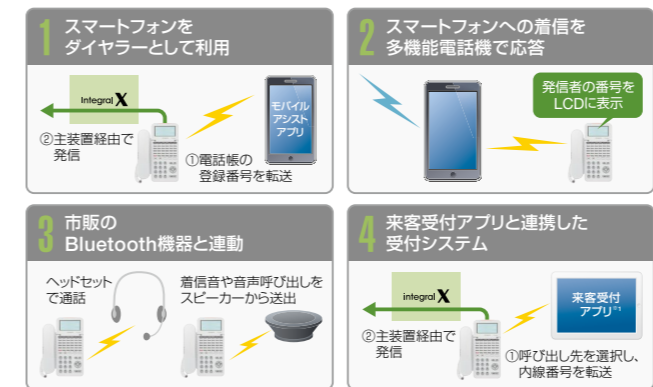 1 スマートフォンを
ダイヤラーとして利用
Integral X
モバイル
アシスト
アプリ
②主装置経由で
発信
①電話帳の
登録番号を転送
2 スマートフォンへの着信を
多機能電話機で応答
発信者の番号を
LCDに表示
3 市販の
Bluetooth機器と連動
ヘッドセット
で通話
着信音や音声呼び出しを
スピーカーから送出
4 来客受付アプリと連携した
受付システム
integral X
来客受付
アプリ※1
②主装置経由で
発信
①呼び出し先を選択し、
内線番号を転送